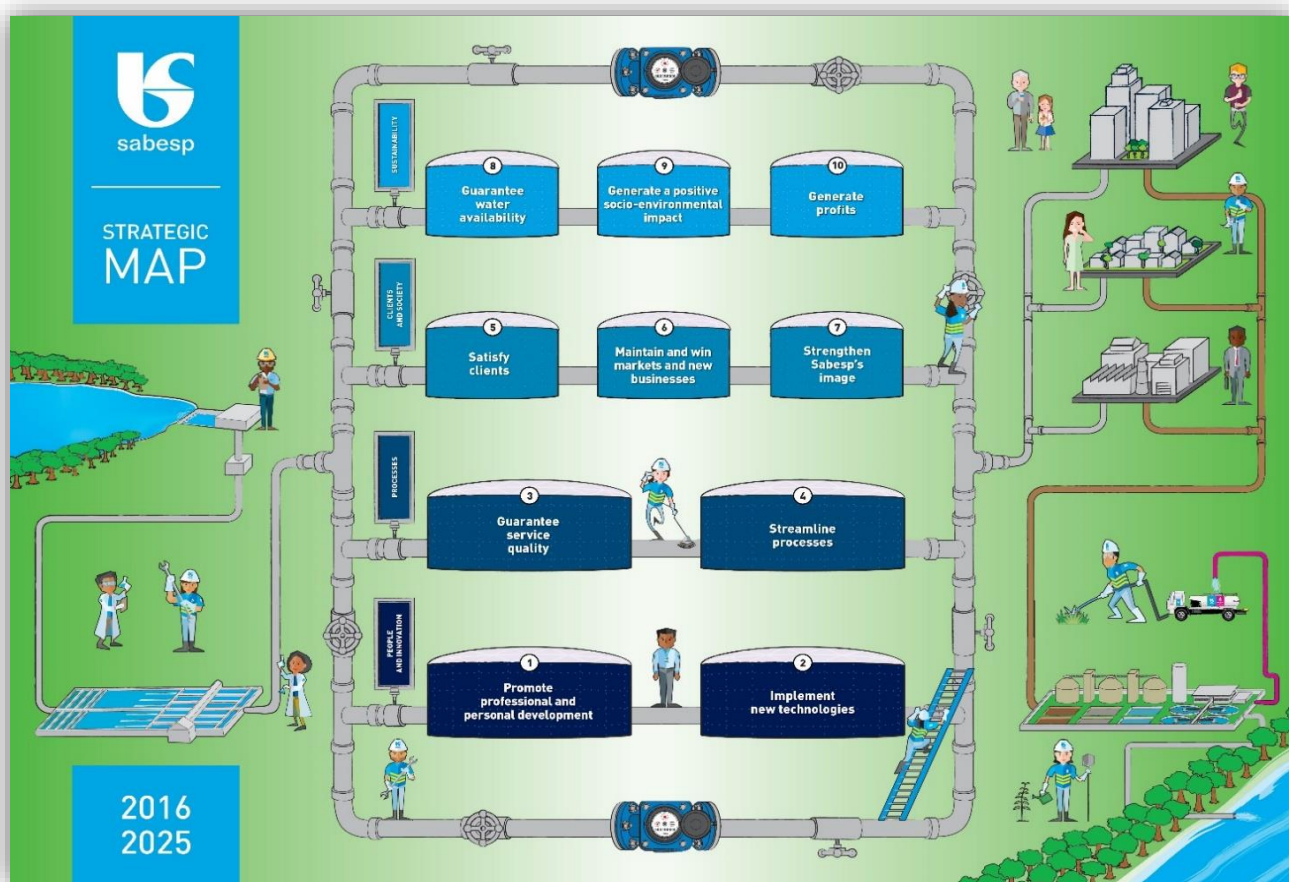 sabesp
STRATEGIC
MAP
SUSTAINABILITY
8
Guarantee
water
availability
9
Generate a positive
socio-environmental
impact
10
Generate
profits
CLIENTS
AND SOCIETY
5
Satisfy
clients
6
Maintain and win
markets and new
businesses
7
Strengthen
Sabesp's
image
PROCESSES
3
Guarantee
service
quality
4
Streamline
processes
PEOPLE
AND INNOVATION
1
Promote
professional and
personal development
2
Implement
new technologies
2016
2025